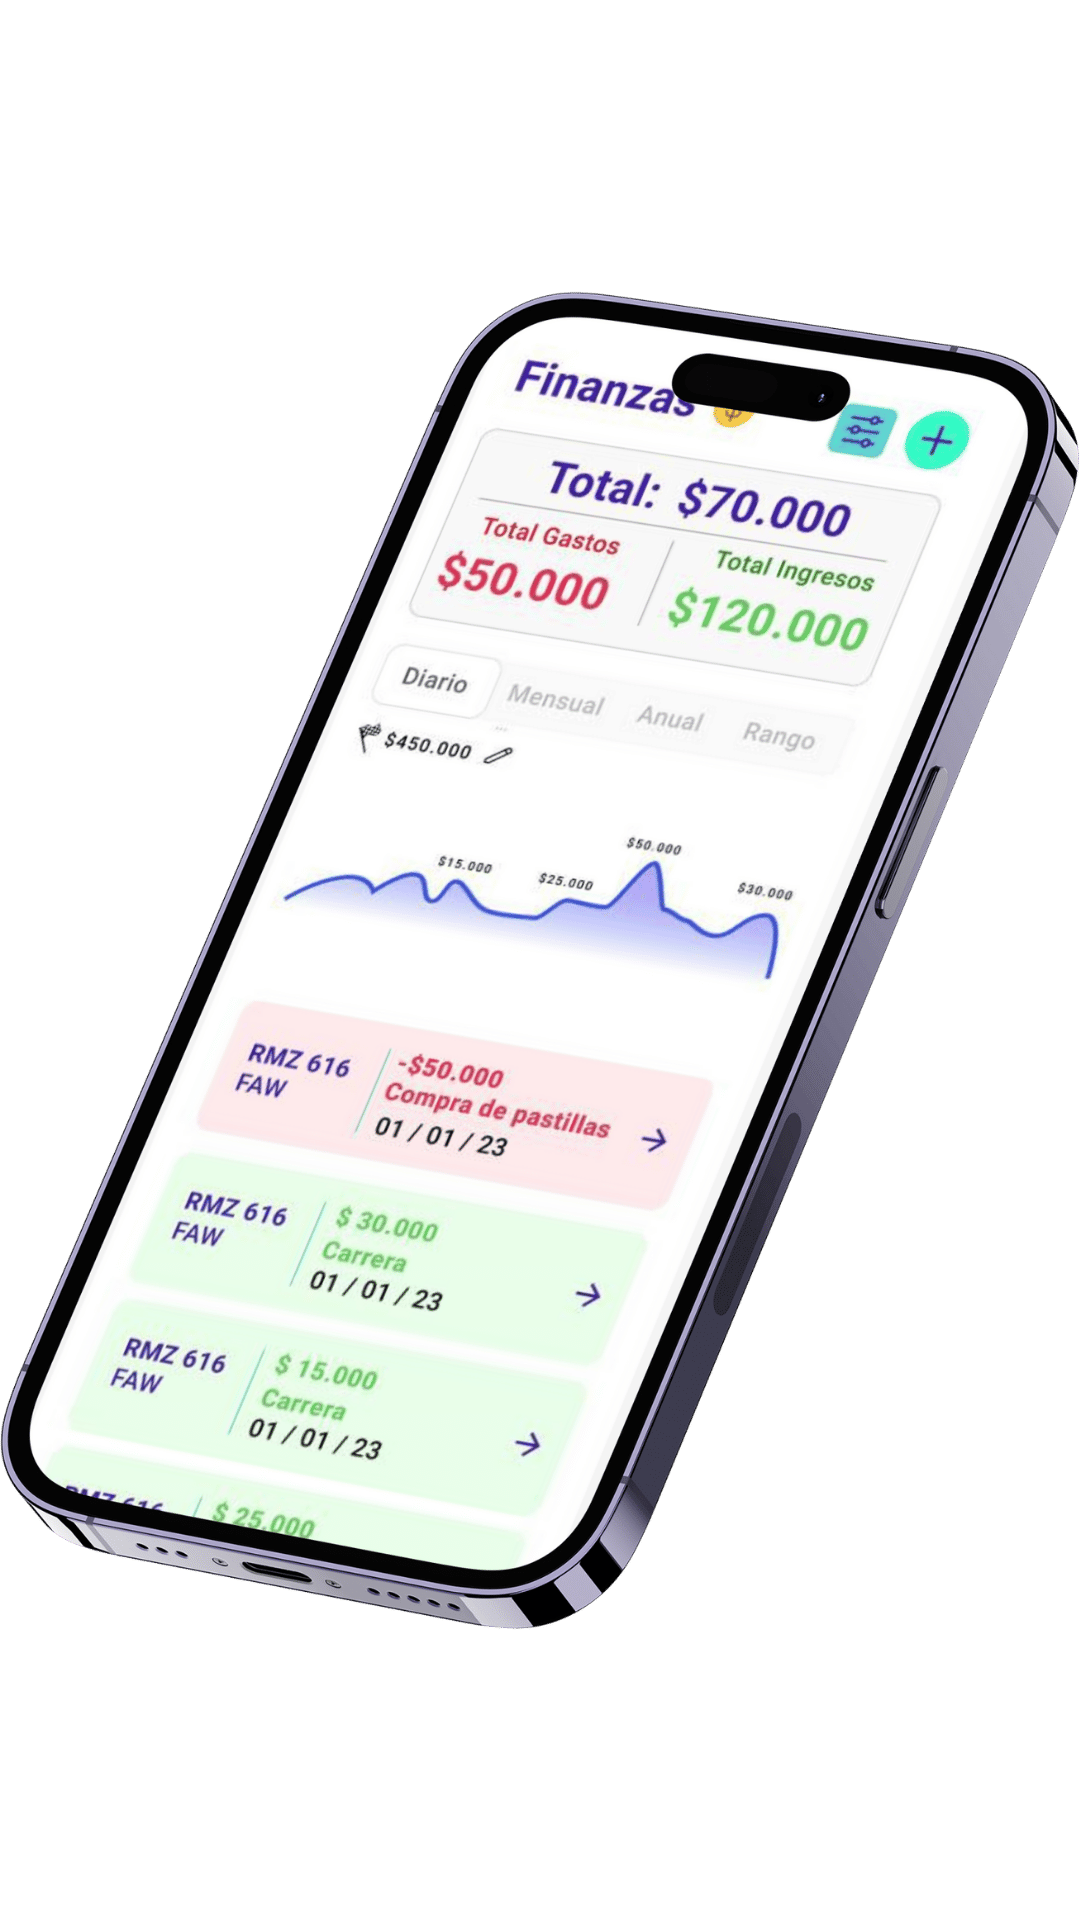 Finanzas
Total: $70.000
Total Gastos
$50.000
Total Ingresos
$120.000
Diario
Mensual
Anual
Rango
$450.000
$15.000
$25.000
$50.000
$30.000
RMZ 616
FAW
-$50.000
Compra de pastillas
01 / 01 / 23
RMZ 616
FAW
$ 30.000
Carrera
01 / 01 / 23
RMZ 616
FAW
$ 15.000
Carrera
01 / 01 / 23
RMZ 616
$ 25.000